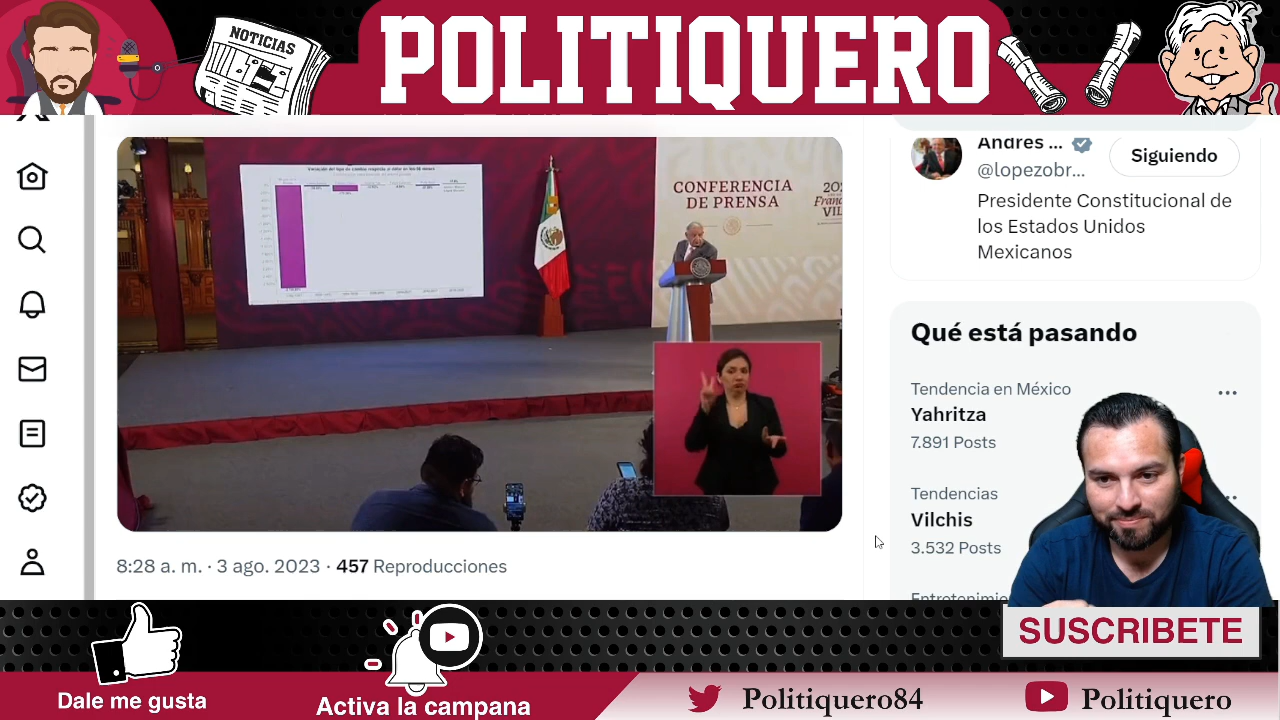 NOTICIAS
POLITIQUERO
Andres ...
Siguiendo
@lopezobr...
Presidente Constitucional de
los Estados Unidos
Mexicanos
CONFERENCIA
DE PRENSA
Qué está pasando
Tendencia en México
Yahritza
7.891 Posts
Tendencias
Vilchis
3.532 Posts
8:28 a. m. · 3 ago. 2023 · 457 Reproducciones
SUSCRIBETE
Dale me gusta
Activa la campana
Politiquero84
Politiquero